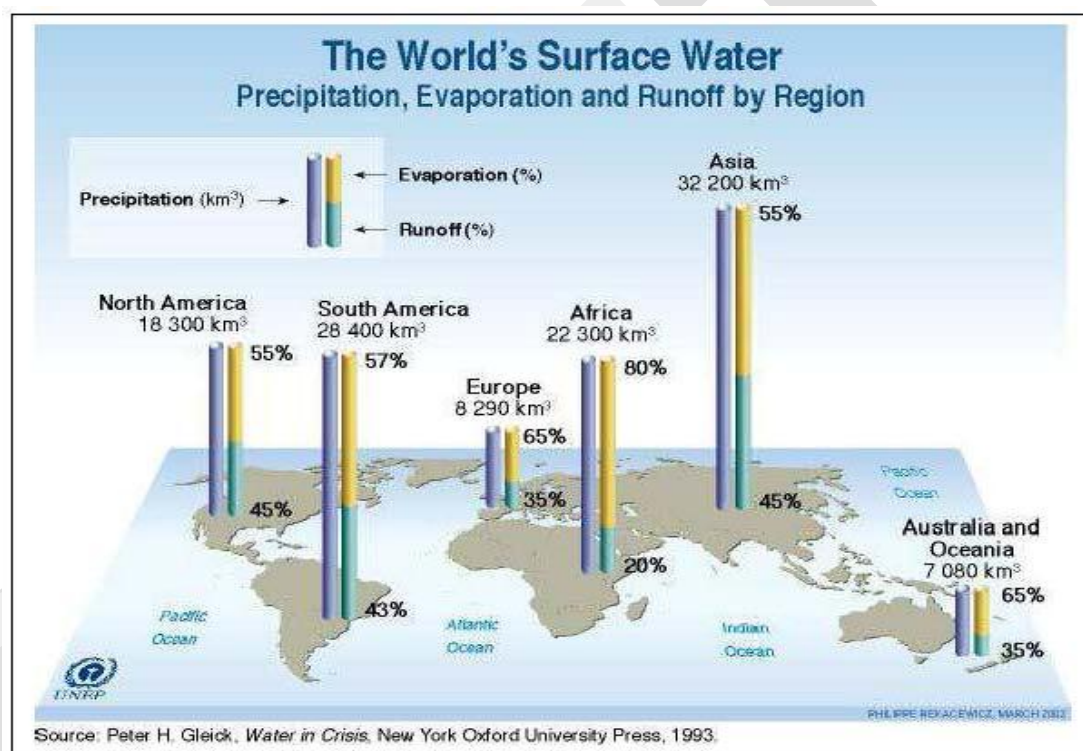 The World's Surface Water
Precipitation, Evaporation and Runoff by Region
Precipitation (km³)
Evaporation (%)
Runoff (%)
North America
18 300 km³
55%
45%
South America
28 400 km³
57%
43%
Europe
8 290 km³
65%
35%
Africa
22 300 km³
80%
20%
Asia
32 200 km³
55%
45%
Australia and
Oceania
7 080 km³
65%
35%
Pacific
Ocean
Atlantic
Ocean
Indian
Ocean
Pacific
Ocean
UNEP
PHILIPPE REKACEWICZ, MARCH 2002
Source: Peter H. Gleick, Water in Crisis, New York Oxford University Press, 1993.